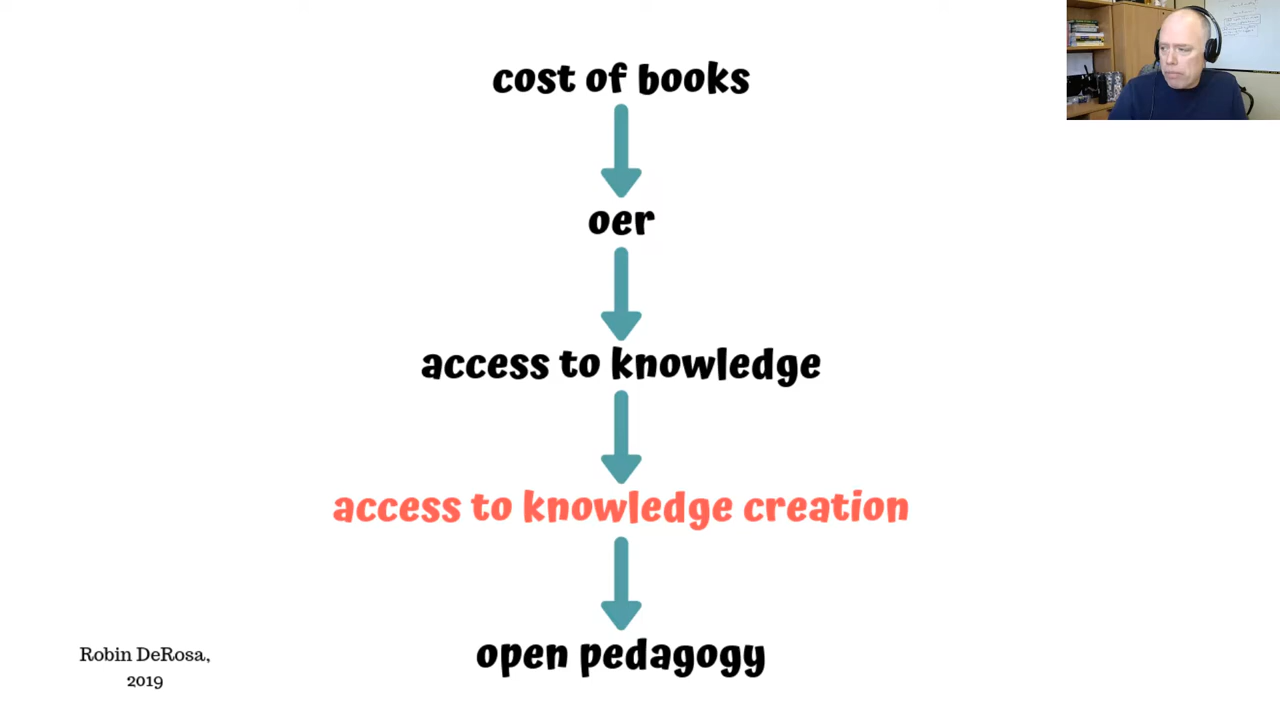 cost of books
oer
access to knowledge
access to knowledge creation
open pedagogy
Robin DeRosa,
2019